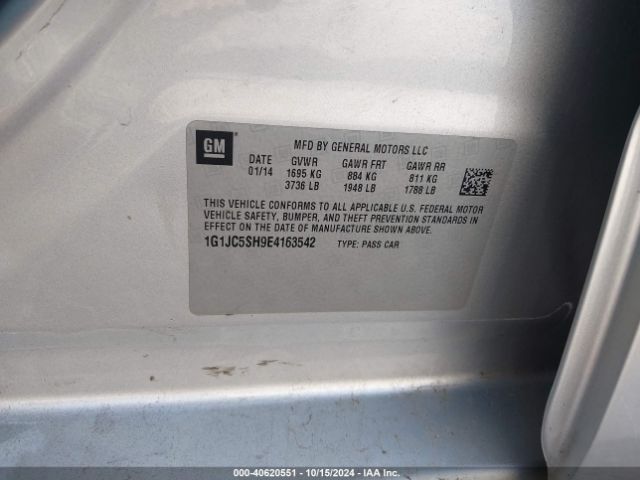 GM
MFD BY GENERAL MOTORS LLC
DATE GVWR GAWR FRT GAWR RR
01/14 1695 KG 884 KG 811 KG
3736 LB 1948 LB 1788 LB
THIS VEHICLE CONFORMS TO ALL APPLICABLE U.S. FEDERAL MOTOR
VEHICLE SAFETY, BUMPER, AND THEFT PREVENTION STANDARDS IN
EFFECT ON THE DATE OF MANUFACTURE SHOWN ABOVE.
1G1JC5SH9E4163542 TYPE: PASS CAR
000-40620551 - 10/15/2024 - IAA Inc.